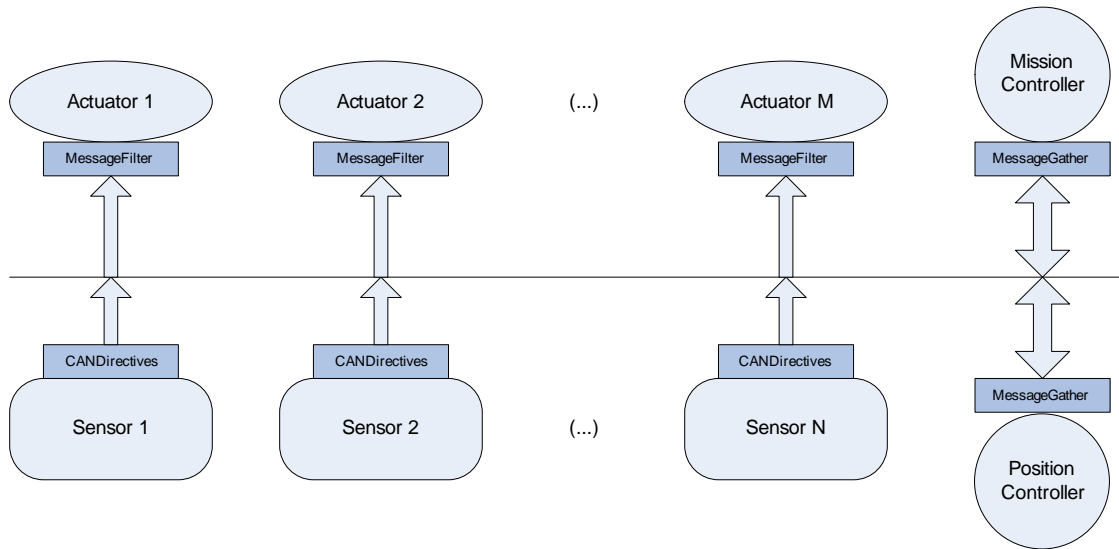 Actuator 1
Actuator 2
(...)
Actuator M
Mission
Controller
MessageFilter
MessageFilter
MessageFilter
MessageGather
CANDirectives
CANDirectives
CANDirectives
MessageGather
Sensor 1
Sensor 2
(...)
Sensor N
Position
Controller